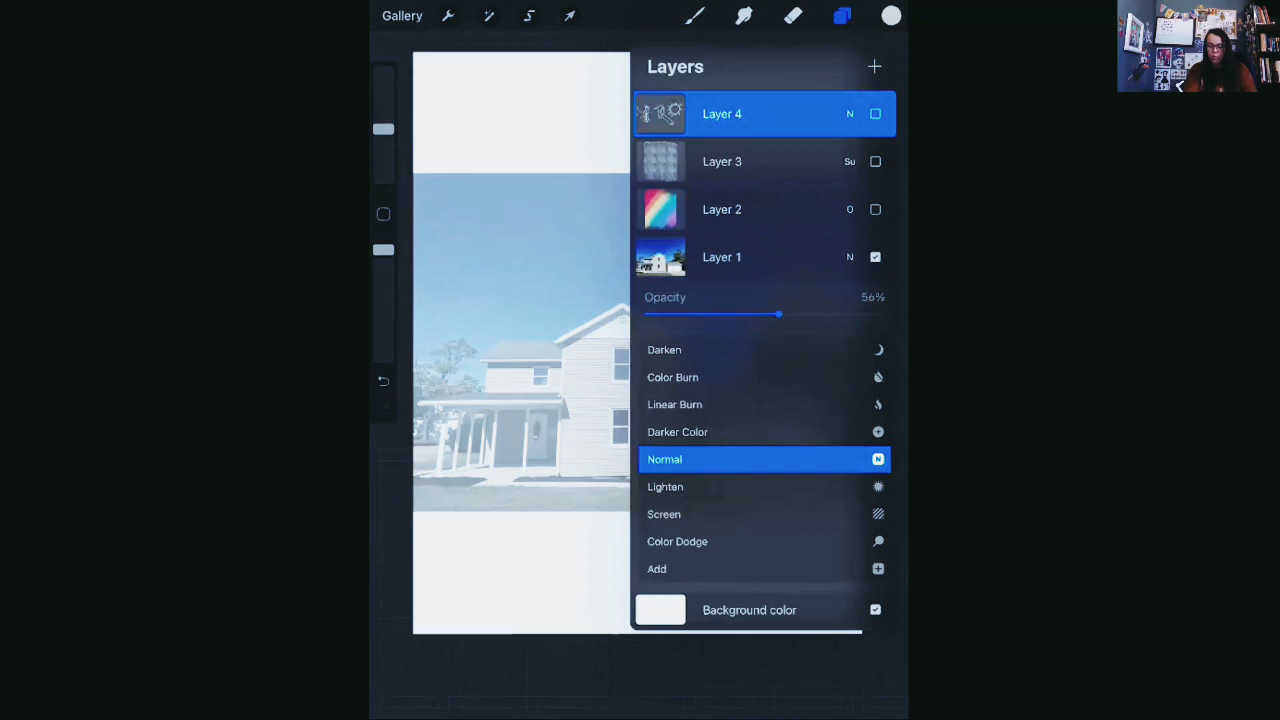 Gallery
Layers
Layer 4 N
Layer 3 Su
Layer 2 O
Layer 1 N
Opacity 56%
Darken
Color Burn
Linear Burn
Darker Color
Normal N
Lighten
Screen
Color Dodge
Add
Background color